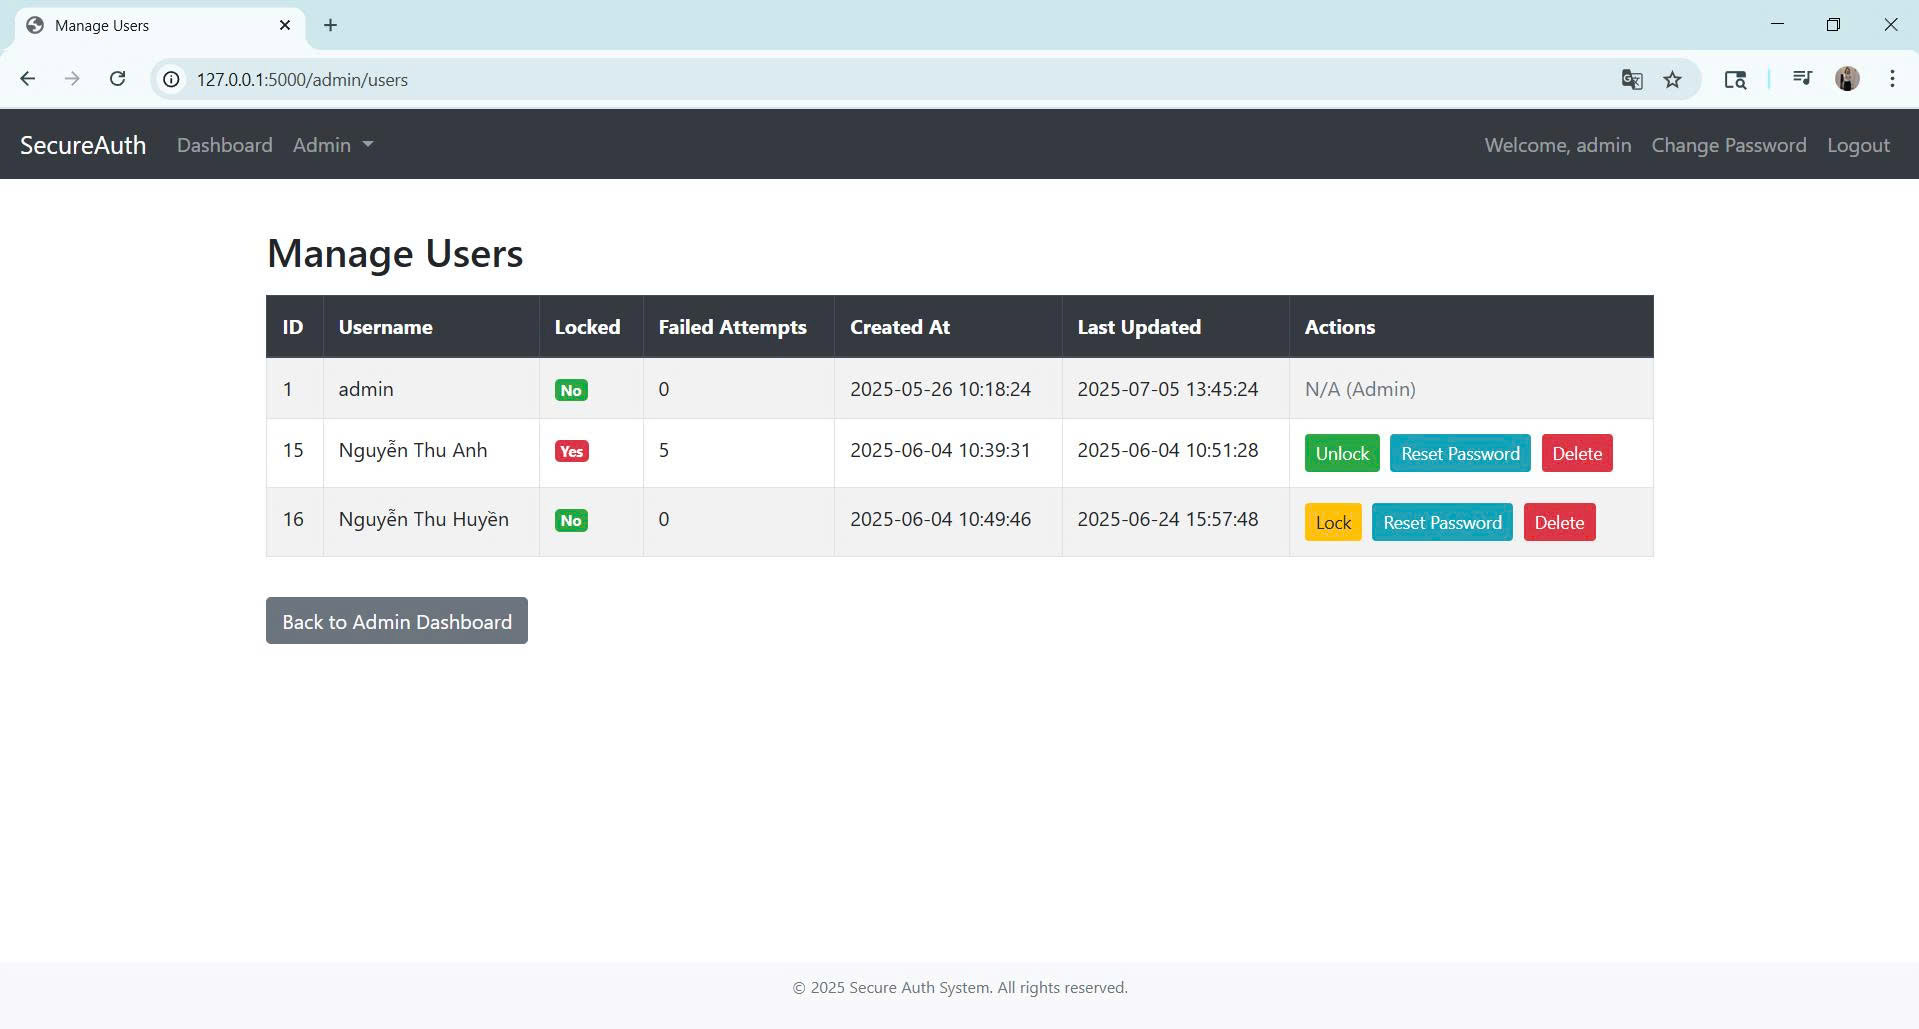 Manage Users
127.0.0.1:5000/admin/users
SecureAuth Dashboard Admin Welcome, admin Change Password Logout
Manage Users
ID Username Locked Failed Attempts Created At Last Updated Actions
1 admin No 0 2025-05-26 10:18:24 2025-07-05 13:45:24 N/A (Admin)
15 Nguyễn Thu Anh Yes 5 2025-06-04 10:39:31 2025-06-04 10:51:28 Unlock Reset Password Delete
16 Nguyễn Thu Huyền No 0 2025-06-04 10:49:46 2025-06-24 15:57:48 Lock Reset Password Delete
Back to Admin Dashboard
© 2025 Secure Auth System. All rights reserved.